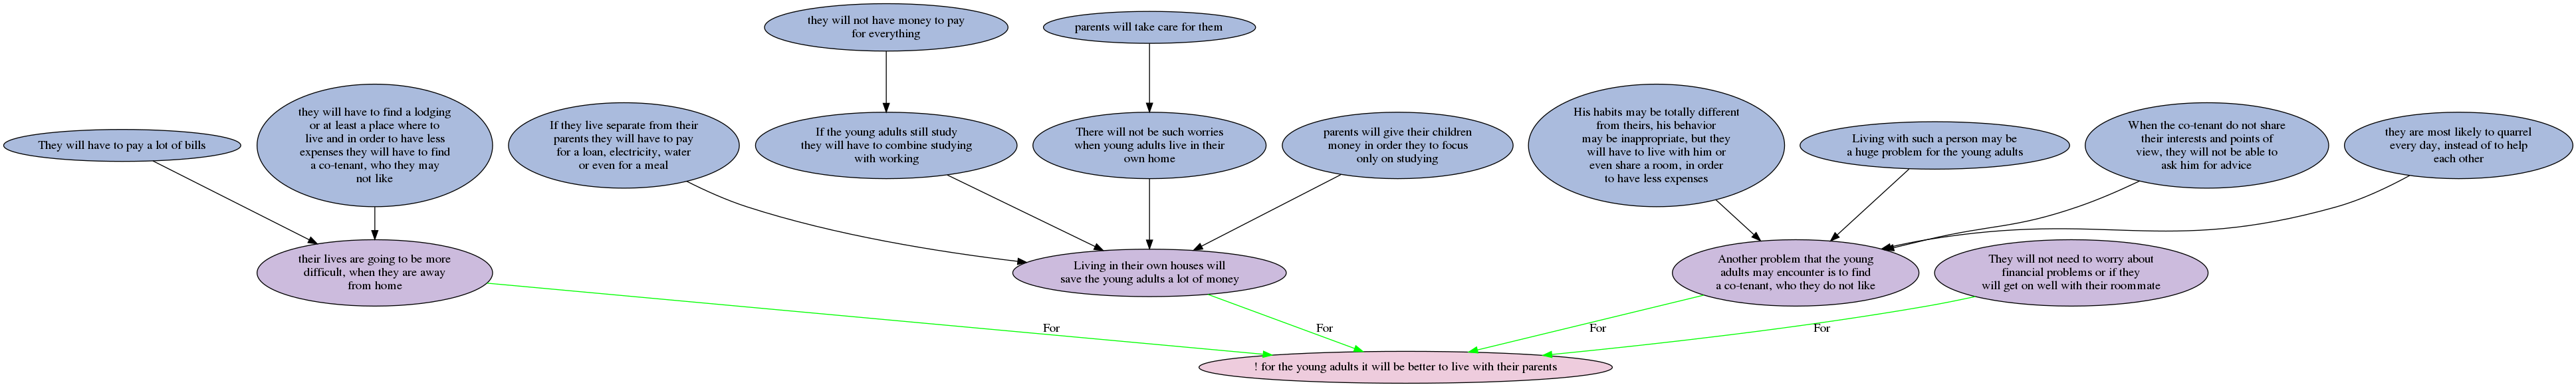 they will not have money to pay
for everything
parents will take care for them
They will have to pay a lot of bills
they will have to find a lodging
or at least a place where to
live and in order to have less
expenses they will have to find
a co-tenant, who they may
not like
If they live separate from their
parents they will have to pay
for a loan, electricity, water
or even for a meal
If the young adults still study
they will have to combine studying
with working
There will not be such worries
when young adults live in their
own home
parents will give their children
money in order they to focus
only on studying
His habits may be totally different
from theirs, his behavior
may be inappropriate, but they
will have to live with him or
even share a room, in order
to have less expenses
Living with such a person may be
a huge problem for the young adults
When the co-tenant do not share
their interests and points of
view, they will not be able to
ask him for advice
they are most likely to quarrel
every day, instead of to help
each other
their lives are going to be more
difficult, when they are away
from home
Living in their own houses will
save the young adults a lot of money
Another problem that the young
adults may encounter is to find
a co-tenant, who they do not like
They will not need to worry about
financial problems or if they
will get on well with their roommate
For
For
For
For
! for the young adults it will be better to live with their parents